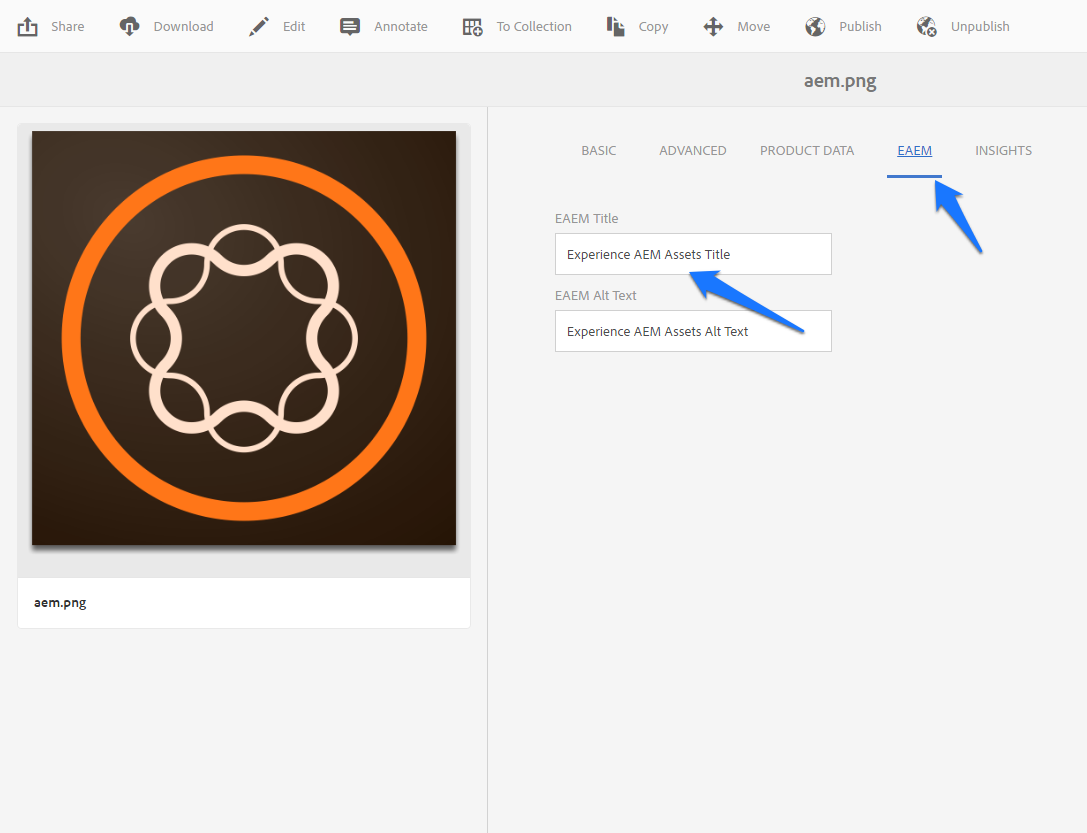 Share Download Edit Annotate To Collection Copy Move Publish Unpublish
aem.png
BASIC ADVANCED PRODUCT DATA EAEM INSIGHTS
EAEM Title
Experience AEM Assets Title
EAEM Alt Text
Experience AEM Assets Alt Text
aem.png